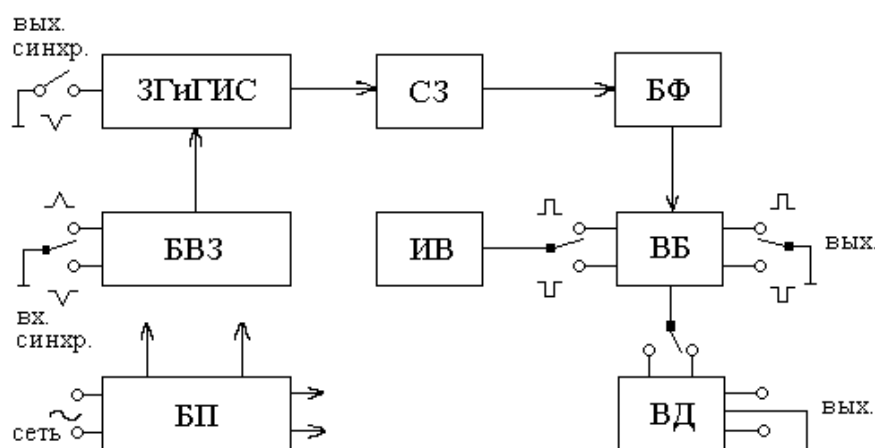 вых.
синхр.
ЗГиГИС
СЗ
БФ
БВЗ
ИВ
ВБ
вых.
вх.
синхр.
БП
ВД
вых.
сеть